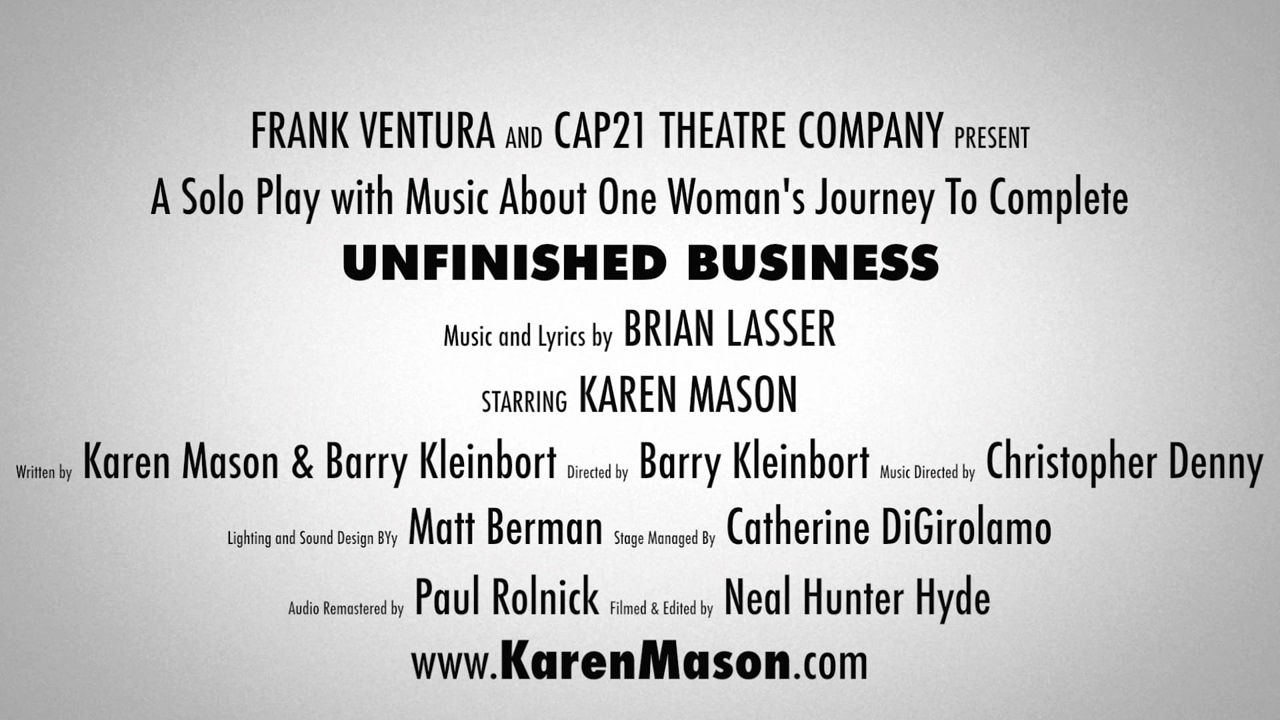 FRANK VENTURA AND CAP21 THEATRE COMPANY PRESENT
A Solo Play with Music About One Woman's Journey To Complete
UNFINISHED BUSINESS
Music and Lyrics by BRIAN LASSER
STARRING KAREN MASON
Written by Karen Mason & Barry Kleinbort Directed by Barry Kleinbort Music Directed by Christopher Denny
Lighting and Sound Design BYy Matt Berman Stage Managed By Catherine DiGirolamo
Audio Remastered by Paul Rolnick Filmed & Edited by Neal Hunter Hyde
www.KarenMason.com